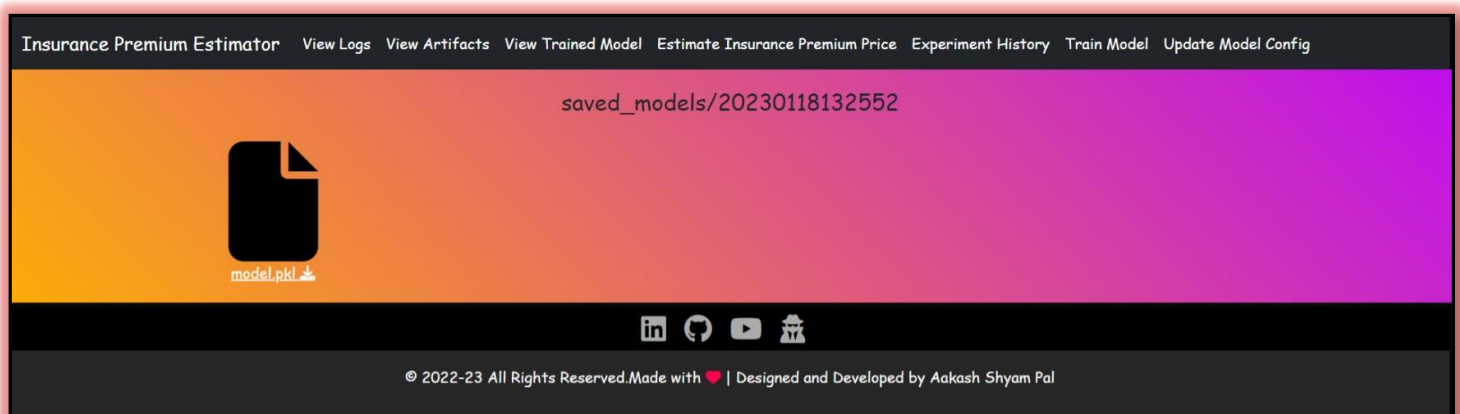 Insurance Premium Estimator View Logs View Artifacts View Trained Model Estimate Insurance Premium Price Experiment History Train Model Update Model Config
saved_models/20230118132552
model.pkl
in
© 2022-23 All Rights Reserved.Made with ❤ | Designed and Developed by Aakash Shyam Pal